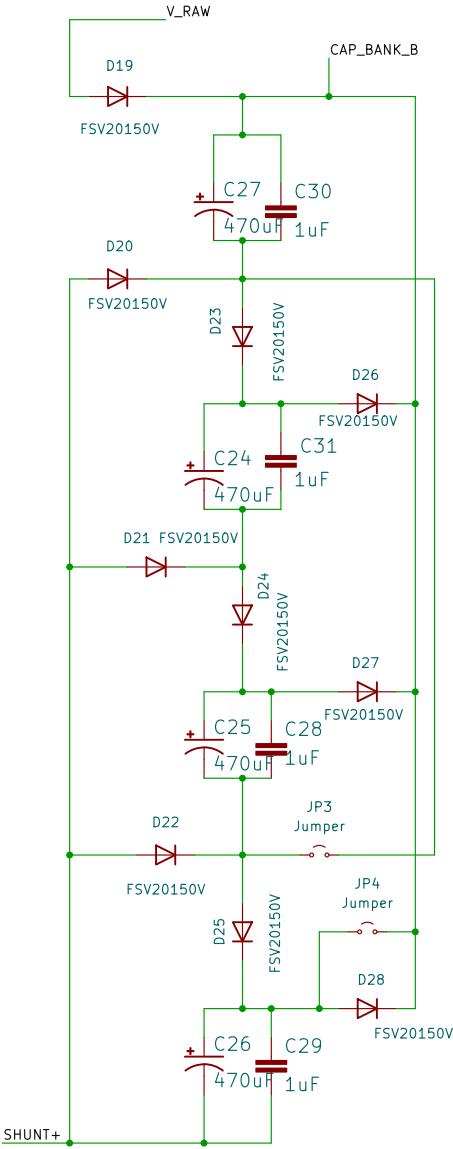 V_RAW
CAP_BANK_B
D19
FSV20150V
C27
C30
470uF
1uF
D20
FSV20150V
D23
FSV20150V
D26
FSV20150V
C24
C31
470uF
1uF
D21 FSV20150V
D24
FSV20150V
D27
FSV20150V
C25
C28
470uF
1uF
JP3
Jumper
D22
FSV20150V
JP4
Jumper
D25
FSV20150V
D28
FSV20150V
C26
C29
470uF
1uF
SHUNT+